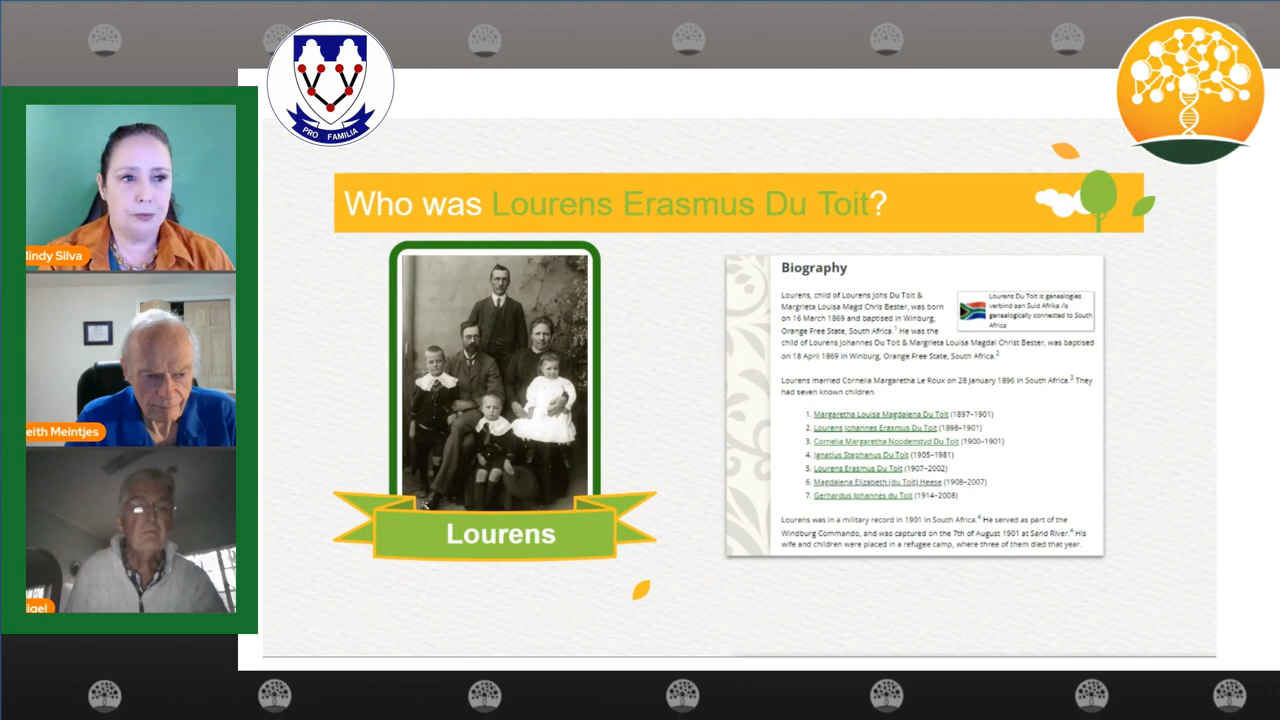 PRO FAMILIA
Who was Lourens Erasmus Du Toit?
indy Silva
eith Meintjes
igel
Lourens
Biography
Lourens, child of Lourens Johs Du Toit &
Margrieta Louisa Magd Chris Bester, was born
on 16 March 1869 and baptised in Winburg,
Orange Free State, South Africa.1 He was the
child of Lourens Johannes Du Toit & Margrieta Louisa Magdal Christ Bester, was baptised
on 18 April 1869 in Winburg, Orange Free State, South Africa.2
Lourens Du Toit is genealogies
verbind aan Suid Afrika /is
genealogically connected to South
Africa
Lourens married Cornelia Margaretha Le Roux on 28 January 1896 in South Africa.3 They
had seven known children.
1. Margaretha Louisa Magdalena Du Toit (1897–1901)
2. Lourens Johannes Erasmus Du Toit (1898–1901)
3. Cornelia Margaretha Noodenstyd Du Toit (1900–1901)
4. Ignatius Stephanus Du Toit (1905–1981)
5. Lourens Erasmus Du Toit (1907–2002)
6. Magdalena Elizabeth (du Toit) Heese (1908–2007)
7. Gerhardus Johannes du Toit (1914–2008)
Lourens was in a military record in 1901 in South Africa.4 He served as part of the
Windburg Commando, and was captured on the 7th of August 1901 at Sand River.4 His
wife and children were placed in a refugee camp, where three of them died that year.